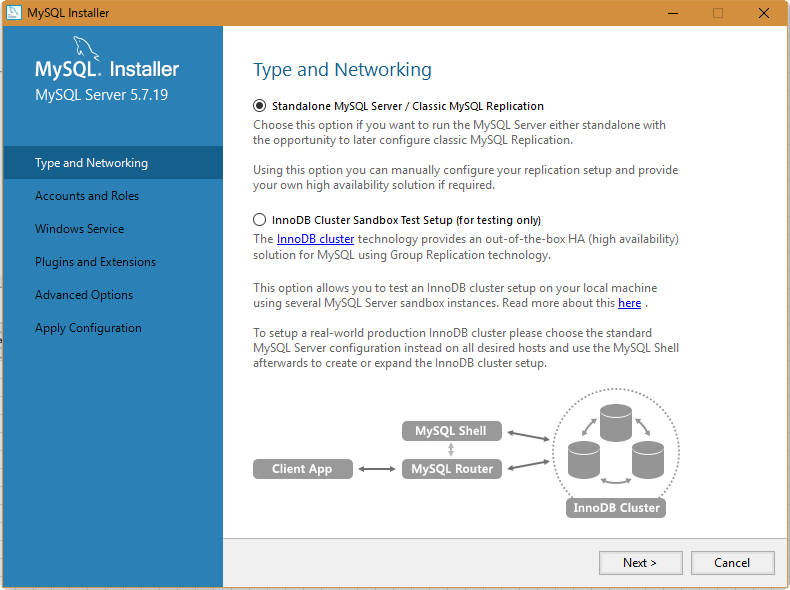 MySQL Installer
MySQL. Installer
MySQL Server 5.7.19
Type and Networking
Accounts and Roles
Windows Service
Plugins and Extensions
Advanced Options
Apply Configuration
Type and Networking
Standalone MySQL Server / Classic MySQL Replication
Choose this option if you want to run the MySQL Server either standalone with
the opportunity to later configure classic MySQL Replication.
Using this option you can manually configure your replication setup and provide
your own high availability solution if required.
InnoDB Cluster Sandbox Test Setup (for testing only)
The InnoDB cluster technology provides an out-of-the-box HA (high availability)
solution for MySQL using Group Replication technology.
This option allows you to test an InnoDB cluster setup on your local machine
using several MySQL Server sandbox instances. Read more about this here .
To setup a real-world production InnoDB cluster please choose the standard
MySQL Server configuration instead on all desired hosts and use the MySQL Shell
afterwards to create or expand the InnoDB cluster setup.
MySQL Shell
Client App
MySQL Router
InnoDB Cluster
Next >
Cancel